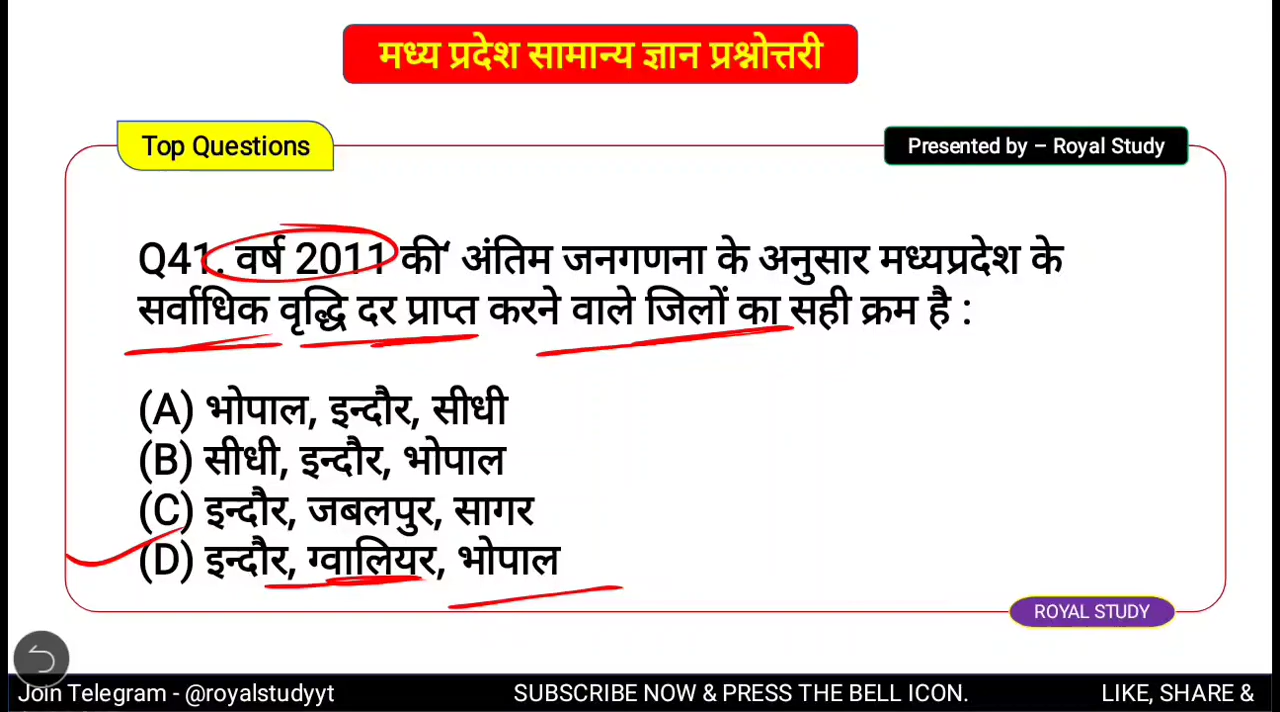 मध्य प्रदेश सामान्य ज्ञान प्रश्नोत्तरी
Top Questions
Presented by – Royal Study
Q41. वर्ष 2011 की‘ अंतिम जनगणना के अनुसार मध्यप्रदेश के
सर्वाधिक वृद्धि दर प्राप्त करने वाले जिलों का सही क्रम है :
(A) भोपाल, इन्दौर, सीधी
(B) सीधी, इन्दौर, भोपाल
(C) इन्दौर, जबलपुर, सागर
(D) इन्दौर, ग्वालियर, भोपाल
ROYAL STUDY
Join Telegram - @royalstudyyt
SUBSCRIBE NOW & PRESS THE BELL ICON.
LIKE, SHARE &